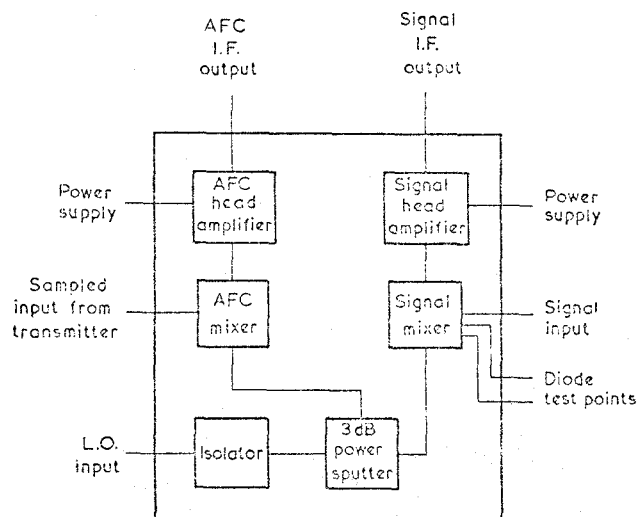 AFC
I.F.
output
Signal
I.F.
output
Power
supply
AFC
head
amplifier
Signal
head
amplifier
Power
supply
Sampled
input from
transmitter
AFC
mixer
Signal
mixer
Signal
input
Diode
test points
L.O.
input
Isolator
3dB
power
sputter